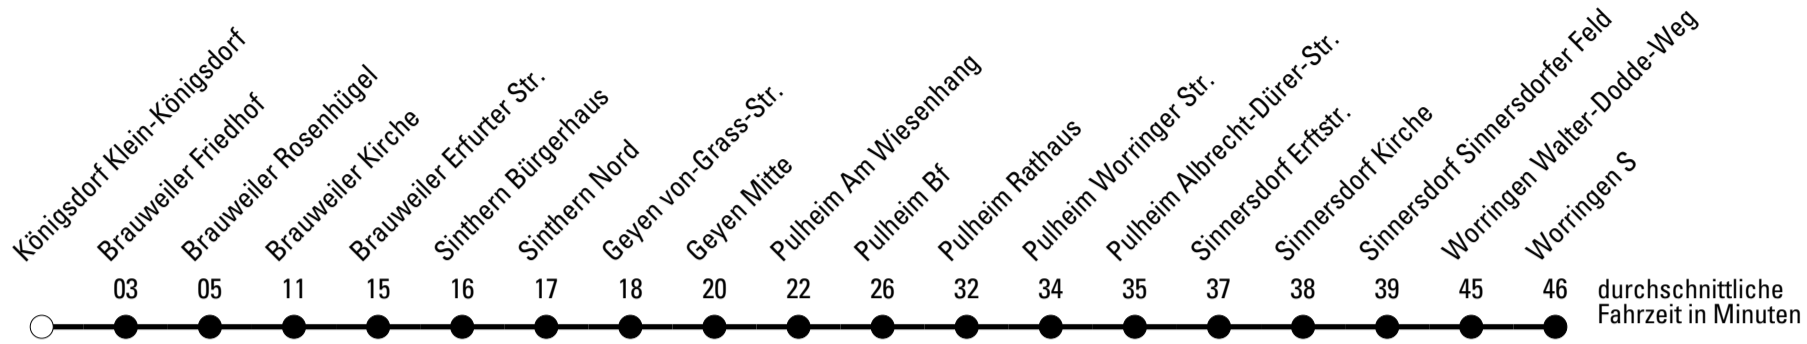 Königsdorf Klein-Königsdorf
Brauweiler Friedhof
Brauweiler Rosenhügel
Brauweiler Kirche
Brauweiler Erfurter Str.
Sinthern Bürgerhaus
Sinthern Nord
Geyen von-Grass-Str.
Geyen Mitte
Pulheim Am Wiesenhang
Pulheim Bf
Pulheim Rathaus
Pulheim Worringer Str.
Pulheim Albrecht-Dürer-Str.
Sinnersdorf Erftstr.
Sinnersdorf Kirche
Sinnersdorf Sinnersdorfer Feld
Worringen Walter-Dodde-Weg
Worringen S
03 05 11 15 16 17 18 20 22 26 32 34 35 37 38 39 45 46
durchschnittliche
Fahrzeit in Minuten